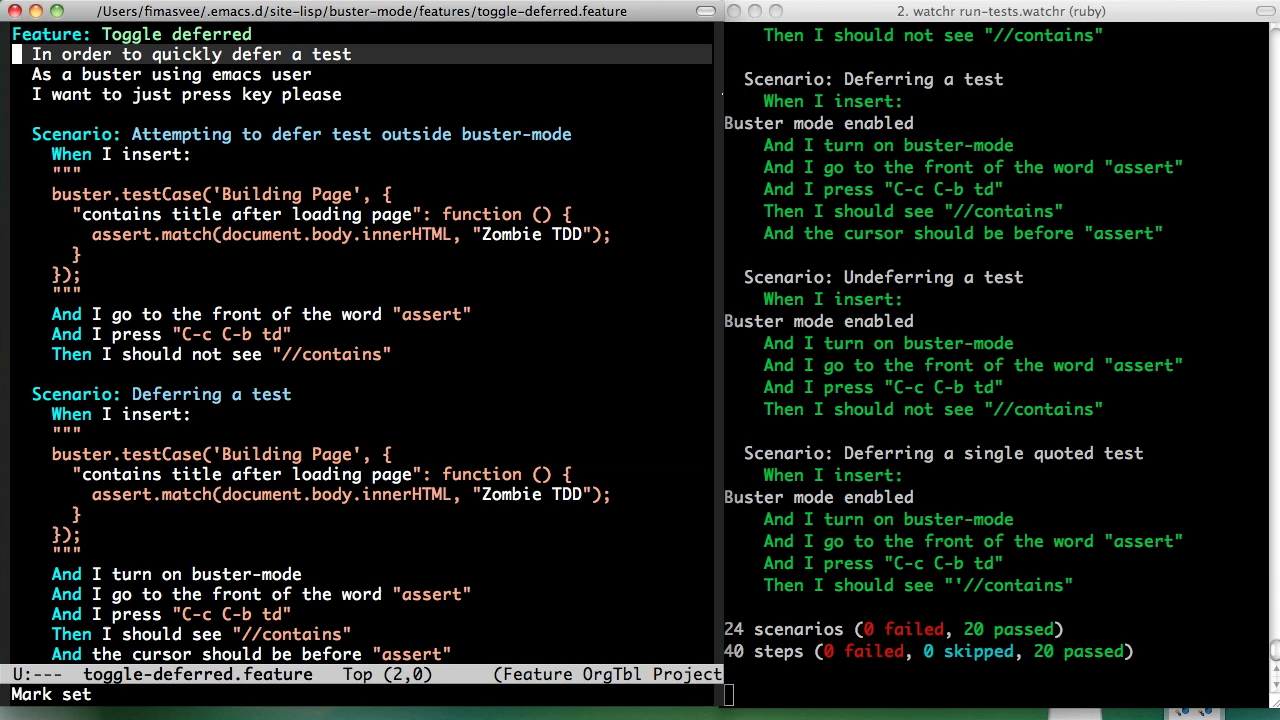 /Users/fimasvee/.emacs.d/site-lisp/buster-mode/features/toggle-deferred.feature
Feature: Toggle deferred
In order to quickly defer a test
As a buster using emacs user
I want to just press key please
Scenario: Attempting to defer test outside buster-mode
When I insert:
"""
buster.testCase('Building Page', {
"contains title after loading page": function () {
assert.match(document.body.innerHTML, "Zombie TDD");
}
});
"""
And I go to the front of the word "assert"
And I press "C-c C-b td"
Then I should not see "//contains"
Scenario: Deferring a test
When I insert:
"""
buster.testCase('Building Page', {
"contains title after loading page": function () {
assert.match(document.body.innerHTML, "Zombie TDD");
}
});
"""
And I turn on buster-mode
And I go to the front of the word "assert"
And I press "C-c C-b td"
Then I should see "//contains"
And the cursor should be before "assert"
U:--- toggle-deferred.feature Top (2,0) (Feature OrgTbl Project
Mark set
2. watchr run-tests.watchr (ruby)
Then I should not see "//contains"
Scenario: Deferring a test
When I insert:
Buster mode enabled
And I turn on buster-mode
And I go to the front of the word "assert"
And I press "C-c C-b td"
Then I should see "//contains"
And the cursor should be before "assert"
Scenario: Undeferring a test
When I insert:
Buster mode enabled
And I turn on buster-mode
And I go to the front of the word "assert"
And I press "C-c C-b td"
Then I should not see "//contains"
Scenario: Deferring a single quoted test
When I insert:
Buster mode enabled
And I turn on buster-mode
And I go to the front of the word "assert"
And I press "C-c C-b td"
Then I should see "'//contains"
24 scenarios (0 failed, 20 passed)
40 steps (0 failed, 0 skipped, 20 passed)